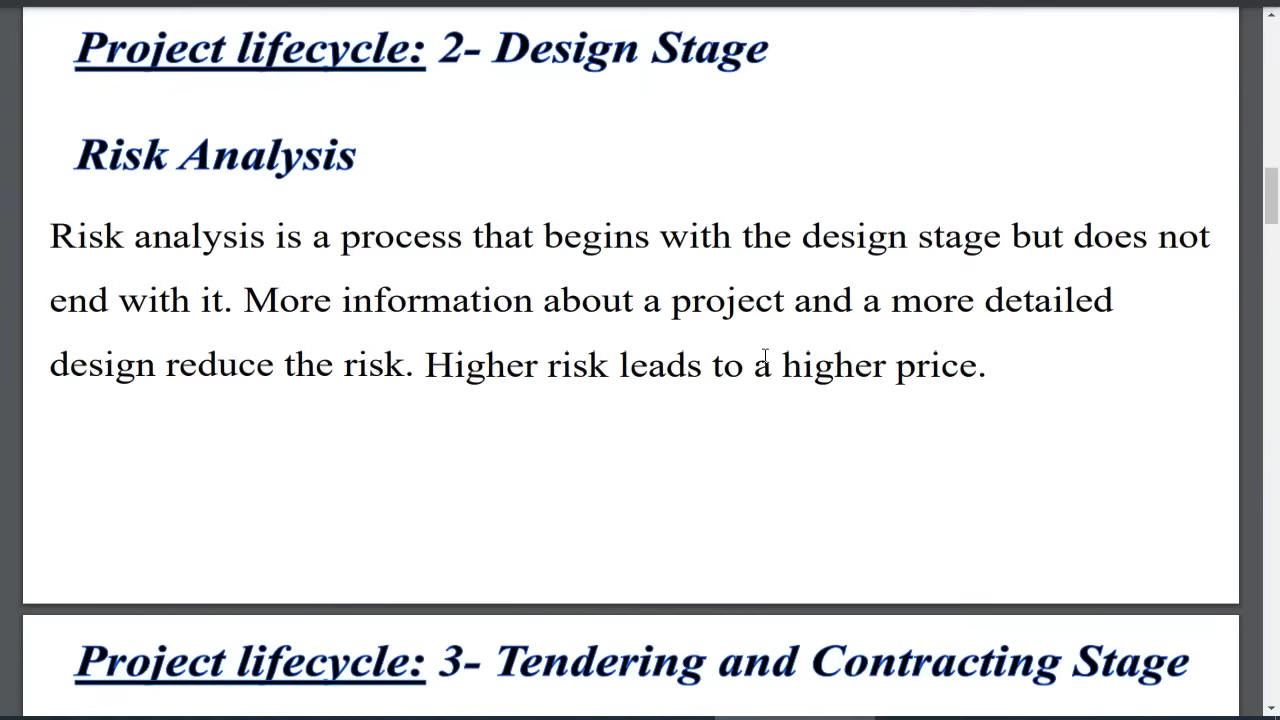 Project lifecycle: 2- Design Stage
Risk Analysis
Risk analysis is a process that begins with the design stage but does not
end with it. More information about a project and a more detailed
design reduce the risk. Higher risk leads to a higher price.
Project lifecycle: 3- Tendering and Contracting Stage